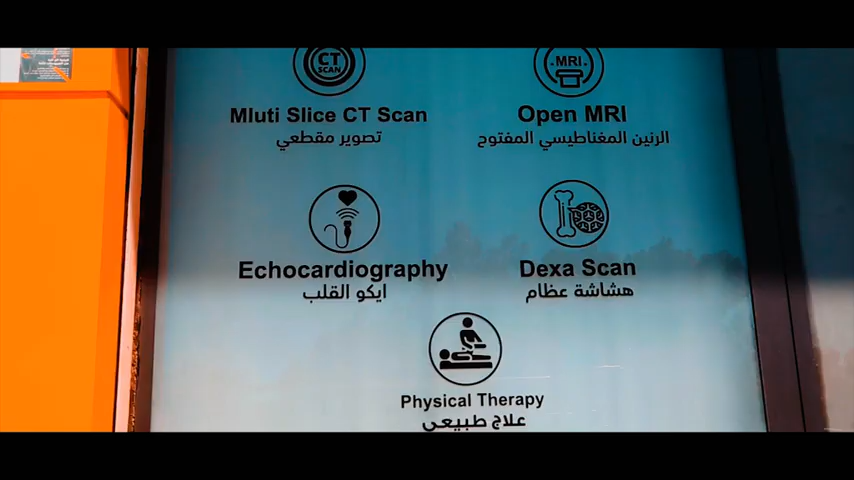 CT
SCAN
MRI
Mluti Slice CT Scan
تصوير مقطعي
Open MRI
الرنين المغناطيسي المفتوح
Echocardiography
ايكو القلب
Dexa Scan
هشاشة عظام
Physical Therapy
علاج طبيعي